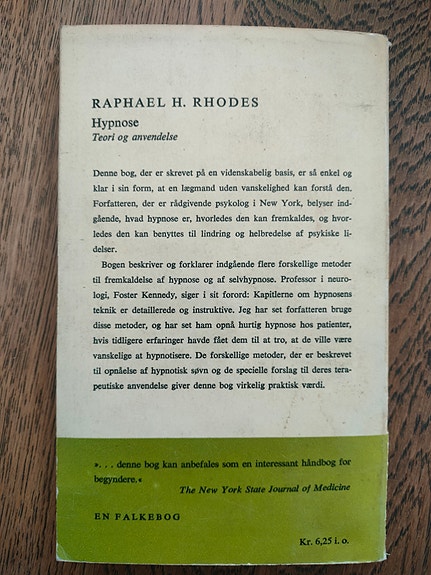 RAPHAEL H. RHODES
Hypnose
Teori og anvendelse
Denne bog, der er skrevet på en videnskabelig basis, er så enkel og
klar i sin form, at en lægmand uden vanskelighed kan forstå den.
Forfatteren, der er rådgivende psykolog i New York, belyser ind-
gående, hvad hypnose er, hvorledes den kan fremkaldes, og hvor-
ledes den kan benyttes til lindring og helbredelse af psykiske li-
delser.
Bogen beskriver og forklarer indgående flere forskellige metoder
til fremkaldelse af hypnose og af selvhypnose. Professor i neuro-
logi, Foster Kennedy, siger i sit forord: Kapitlerne om hypnosens
teknik er detaillerede og instruktive. Jeg har set forfatteren bruge
disse metoder, og har set ham opnå hurtig hypnose hos patienter,
hvis tidligere erfaringer havde fået dem til at tro, at de ville være
vanskelige at hypnotisere. De forskellige metoder, der er beskrevet
til opnåelse af hypnotisk søvn og de specielle forslag til deres tera-
peutiske anvendelse giver denne bog virkelig praktisk værdi.
». . . denne bog kan anbefales som en interessant håndbog for
begyndere.«
The New York State Journal of Medicine
EN FALKEBOG
Kr. 6,25 i. o.